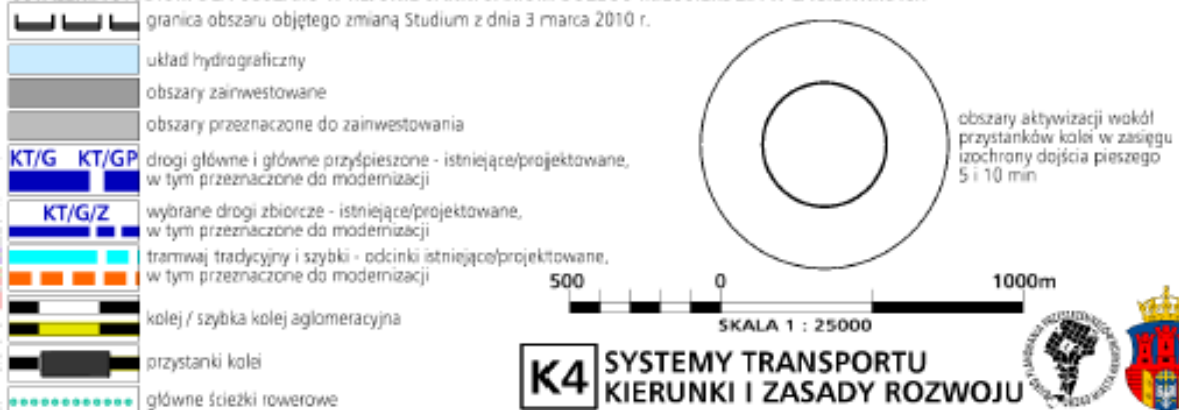 granica obszaru objętego zmianą Studium z dnia 3 marca 2010 r.
układ hydrograficzny
obszary zainwestowane
obszary przeznaczone do zainwestowania
KT/G KT/GP
drogi główne i główne przyśpieszone - istniejące/projektowane,
w tym przeznaczone do modernizacji
KT/G/Z
wybrane drogi zbiorcze - istniejące/projektowane,
w tym przeznaczone do modernizacji
tramwaj tradycyjny i szybki - odcinki istniejące/projektowane,
w tym przeznaczone do modernizacji
kolej / szybka kolej aglomeracyjna
przystanki kolei
główne ścieżki rowerowe
obszary aktywizacji wokół
przystanków kolei w zasięgu
izochrony dojścia pieszego
5 i 10 min
500 0 1000m
SKALA 1 : 25000
K4 SYSTEMY TRANSPORTU
KIERUNKI I ZASADY ROZWOJU